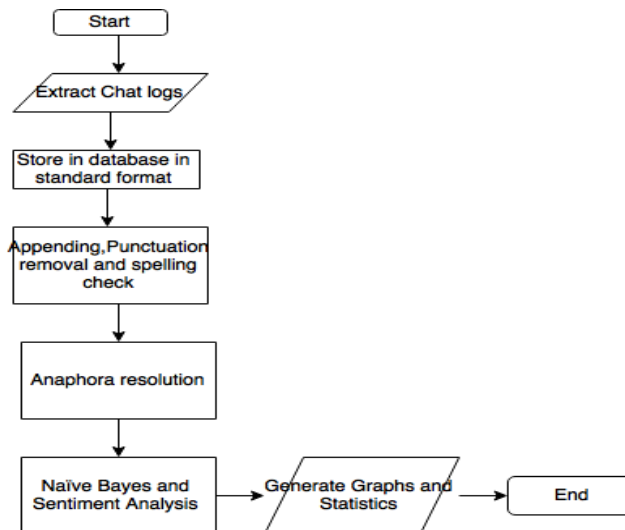 Start
Extract Chat logs
Store in database in
standard format
Appending,Punctuation
removal and spelling
check
Anaphora resolution
Naïve Bayes and
Sentiment Analysis
Generate Graphs and
Statistics
End